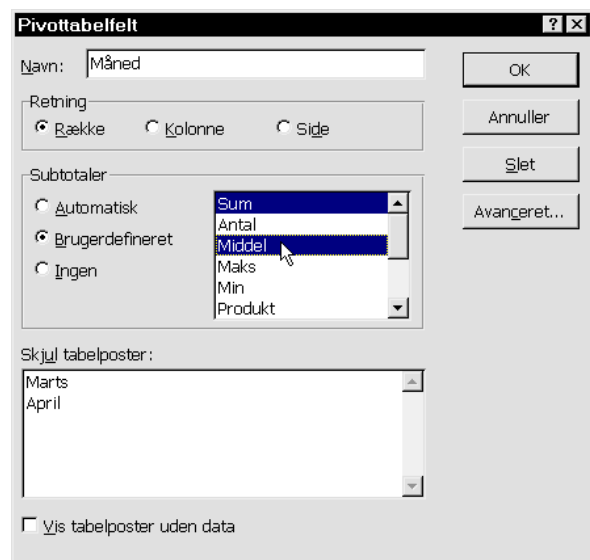 Pivottabelfelt
Navn: Måned
OK
Retning
Række Kolonne Side
Annuller
Subtotaler
Slet
Automatisk
Brugerdefineret
Ingen
Sum
Antal
Middel
Maks
Min
Produkt
Avanceret...
Skjul tabelposter:
Marts
April
Vis tabelposter uden data